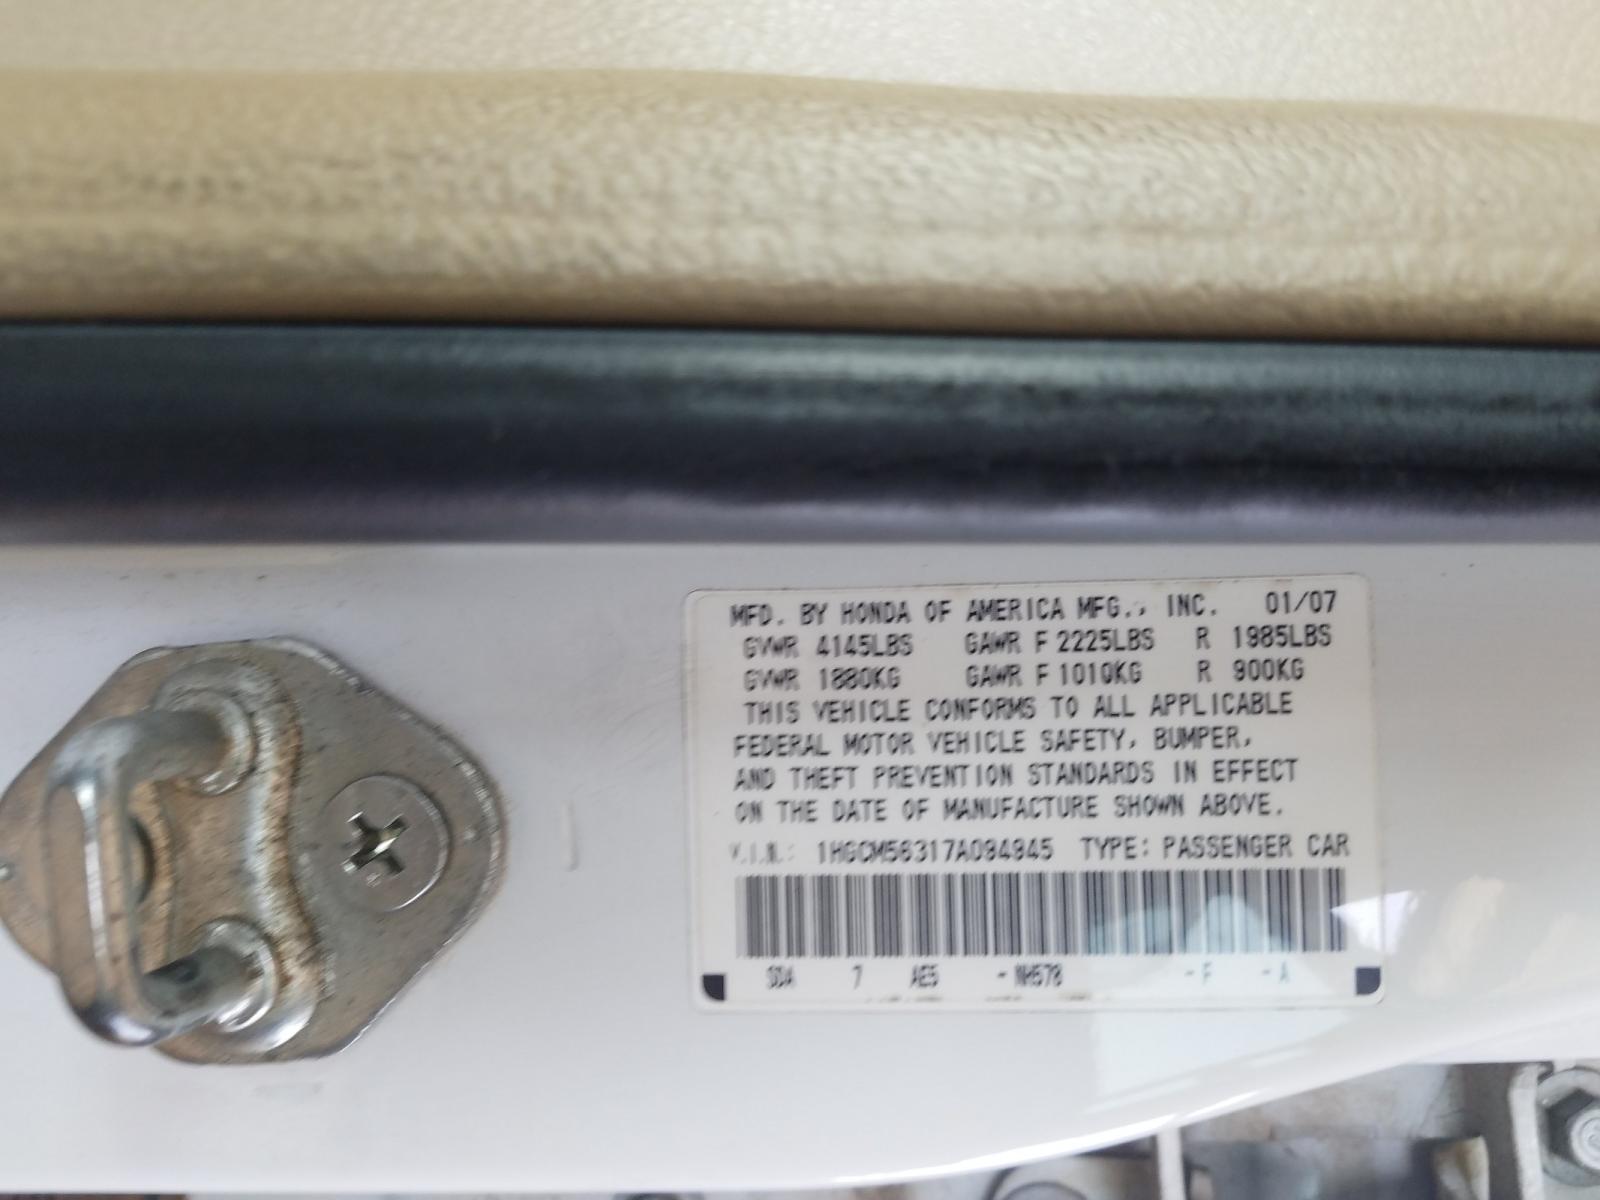 MFD. BY HONDA OF AMERICA MFG., INC. 01/07
GVWR 4145LBS GAWR F 2225LBS R 1985LBS
GVWR 1880KG GAWR F 1010KG R 900KG
THIS VEHICLE CONFORMS TO ALL APPLICABLE
FEDERAL MOTOR VEHICLE SAFETY, BUMPER,
AND THEFT PREVENTION STANDARDS IN EFFECT
ON THE DATE OF MANUFACTURE SHOWN ABOVE.
V.I.N.: 1HGCM56317A094945 TYPE: PASSENGER CAR
SDA 7 AE5 -NH578 -F -A